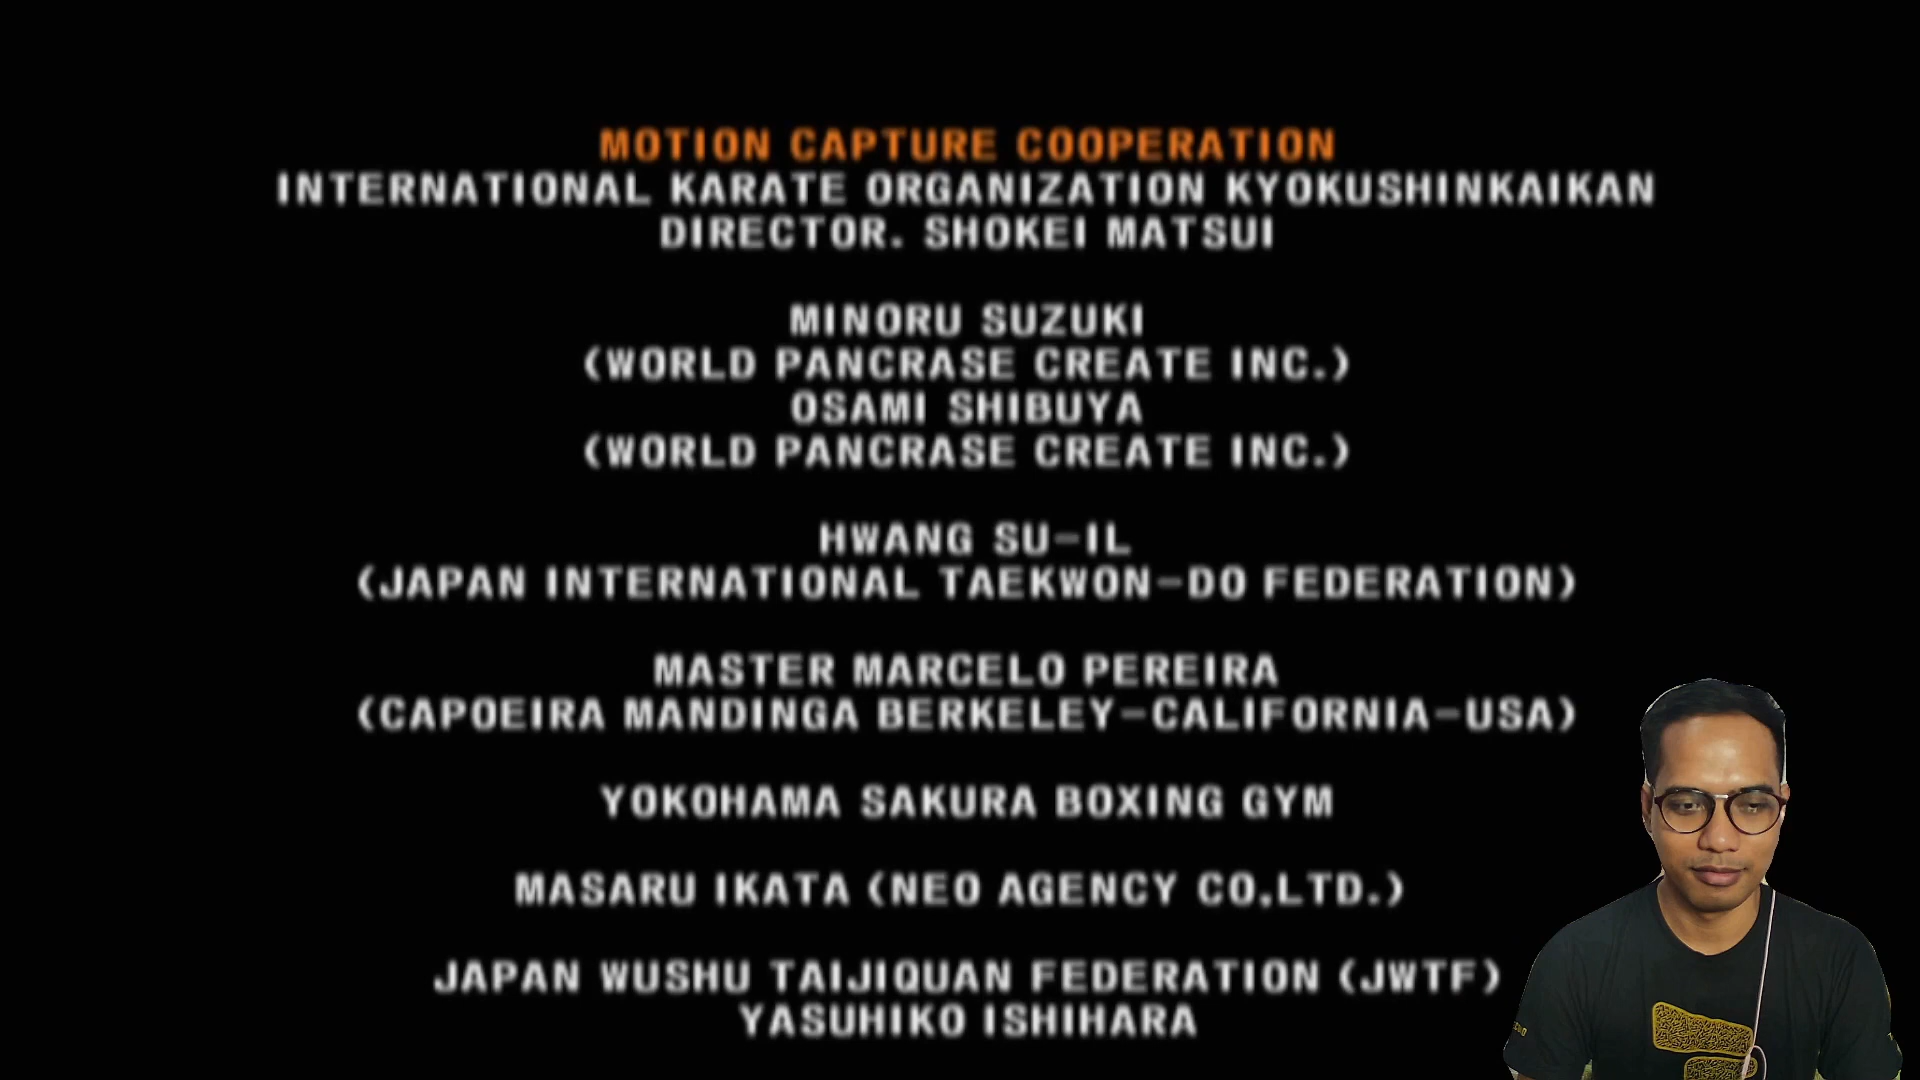 MOTION CAPTURE COOPERATION
INTERNATIONAL KARATE ORGANIZATION KYOKUSHINKAIKAN
DIRECTOR. SHOKEI MATSUI
MINORU SUZUKI
(WORLD PANCRASE CREATE INC.)
OSAMI SHIBUYA
(WORLD PANCRASE CREATE INC.)
HWANG SU-IL
(JAPAN INTERNATIONAL TAEKWON-DO FEDERATION)
MASTER MARCELO PEREIRA
(CAPOEIRA MANDINGA BERKELEY-CALIFORNIA-USA)
YOKOHAMA SAKURA BOXING GYM
MASARU IKATA (NEO AGENCY CO,LTD.)
JAPAN WUSHU TAIJIQUAN FEDERATION (JWTF)
YASUHIKO ISHIHARA